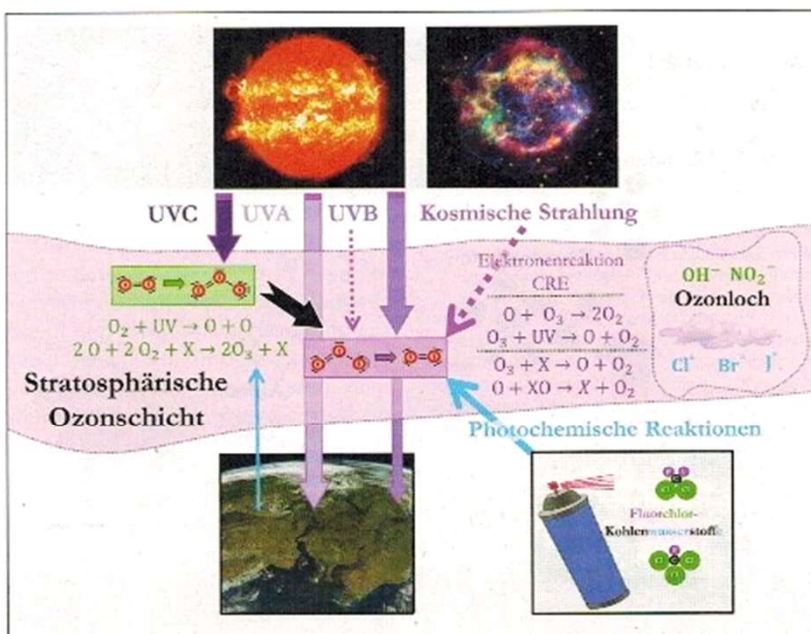 UVC UVA UVB Kosmische Strahlung
O–O → O O O
O₂ + UV → O + O
2 O + 2 O₂ + X → 2O₃ + X
Stratosphärische
Ozonschicht
O O O → O=O
Elektronenreaktion
CRE
O + O₃ → 2O₂
O₃ + UV → O + O₂
O₃ + X → O + O₂
O + XO → X + O₂
OH⁻ NO₂⁻
Ozonloch
Cl⁺ Br⁺ J⁺
Photochemische Reaktionen
Fluorchlor-
Kohlenwasserstoffe